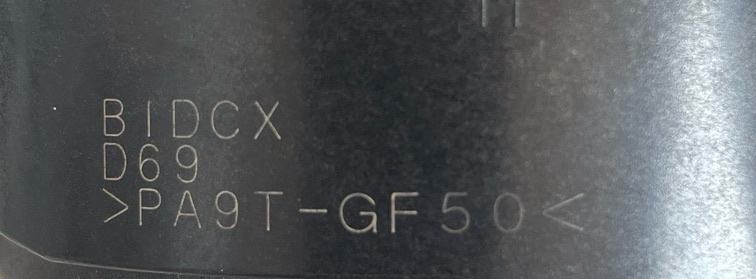 BIDCX
D69
>PA9T-GF50<